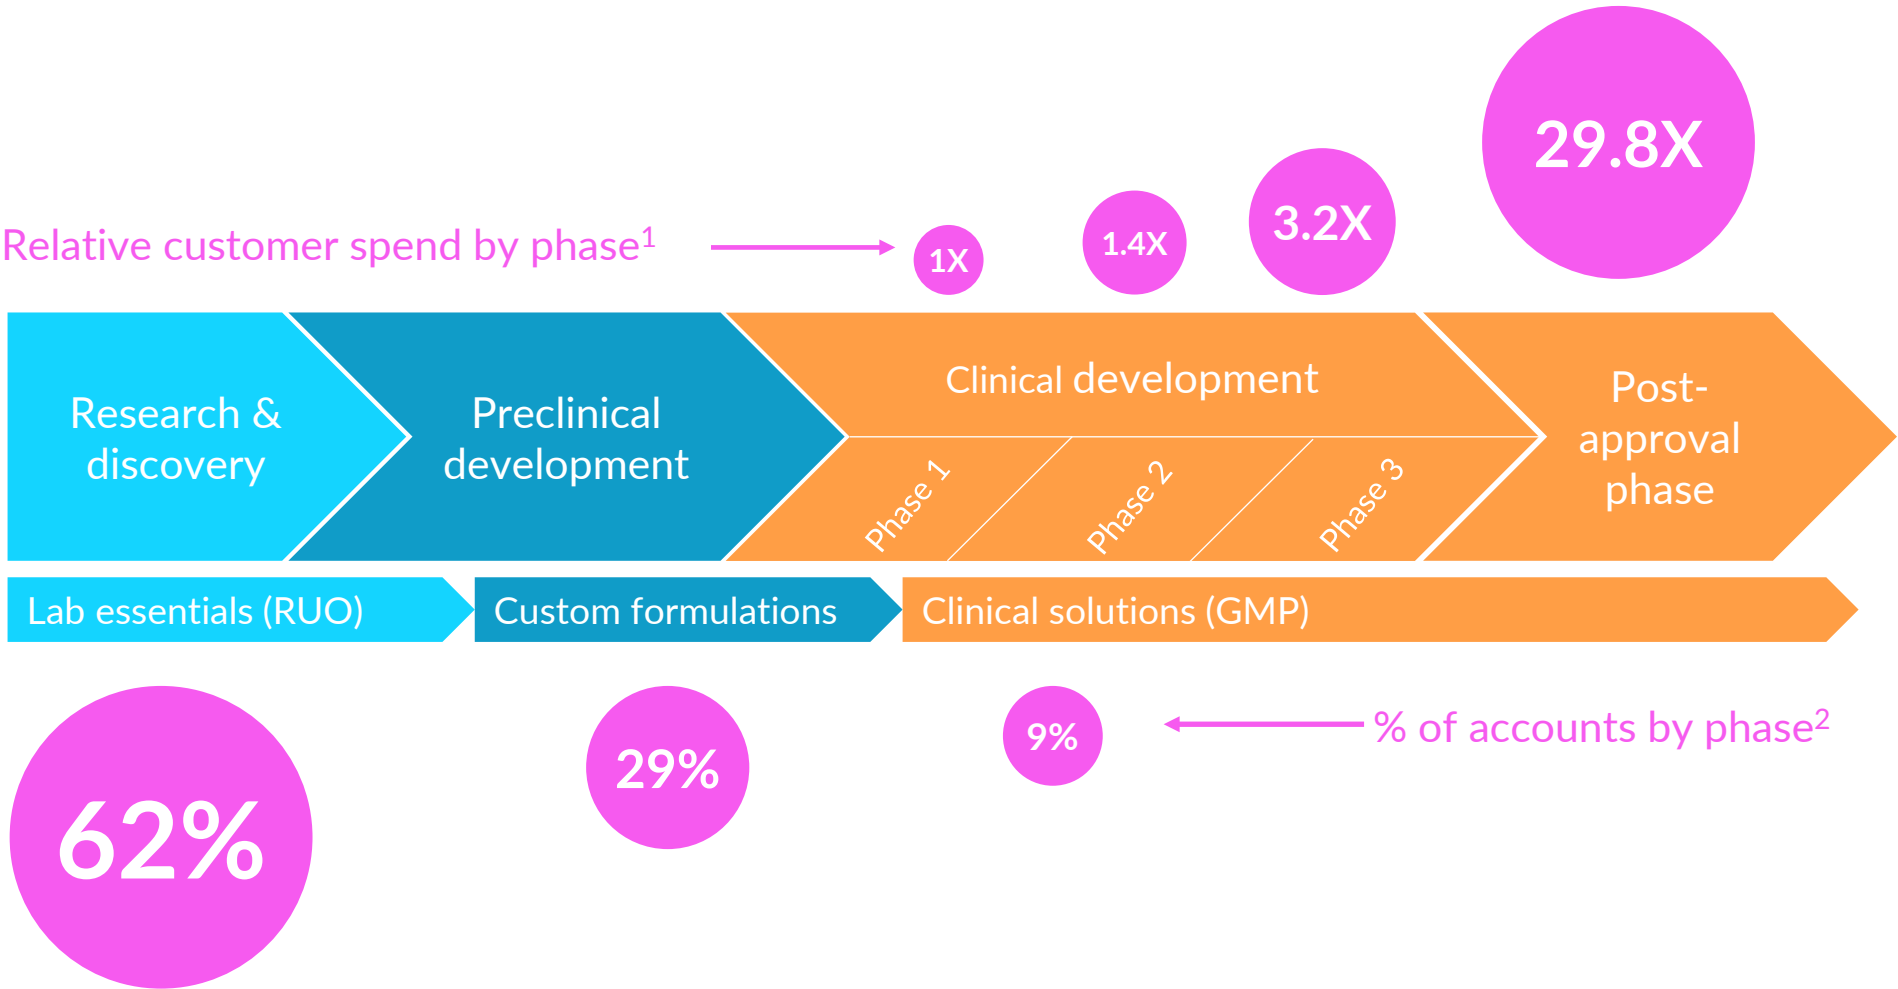 29.8X
3.2X
1.4X
1X
Relative customer spend by phase¹
Research &
discovery
Preclinical
development
Clinical development
Phase 1
Phase 2
Phase 3
Post-
approval
phase
Lab essentials (RUO)
Custom formulations
Clinical solutions (GMP)
62%
29%
9%
% of accounts by phase²